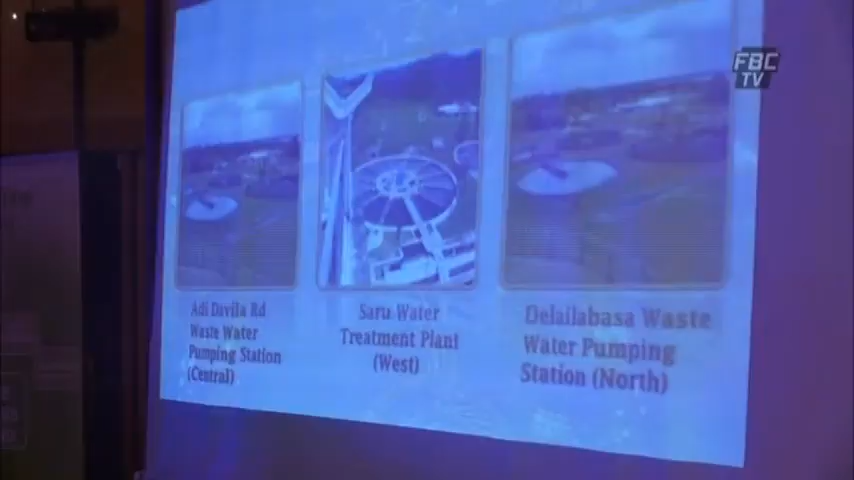 FBC
TV
Adi Davila Rd
Waste Water
Pumping Station
(Central)
Saru Water
Treatment Plant
(West)
Delailabasa Waste
Water Pumping
Station (North)